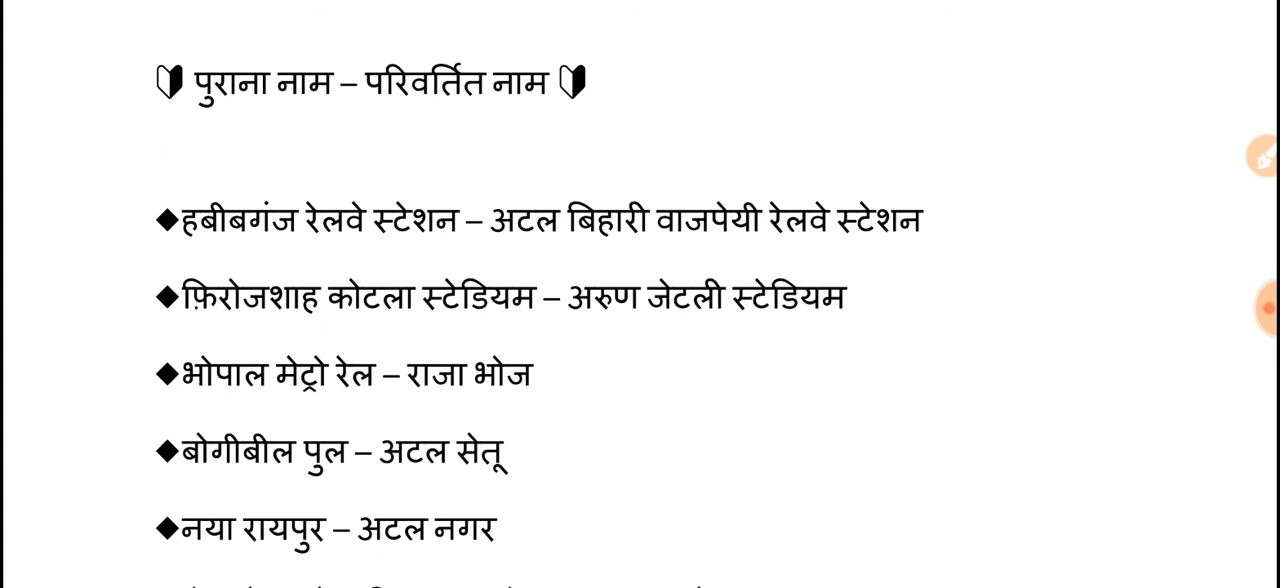 🔰 पुराना नाम – परिवर्तित नाम 🔰
◆हबीबगंज रेलवे स्टेशन – अटल बिहारी वाजपेयी रेलवे स्टेशन
◆फ़िरोजशाह कोटला स्टेडियम – अरुण जेटली स्टेडियम
◆भोपाल मेट्रो रेल – राजा भोज
◆बोगीबील पुल – अटल सेतू
◆नया रायपुर – अटल नगर